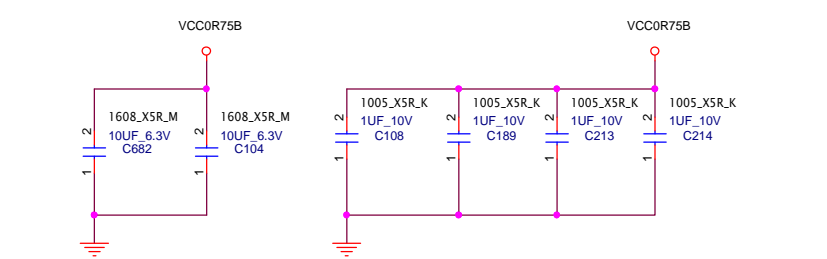 VCC0R75B
VCC0R75B
1608_X5R_M
10UF_6.3V
C682
2
1
1608_X5R_M
10UF_6.3V
C104
2
1
1005_X5R_K
1UF_10V
C108
2
1
1005_X5R_K
1UF_10V
C189
2
1
1005_X5R_K
1UF_10V
C213
2
1
1005_X5R_K
1UF_10V
C214
2
1